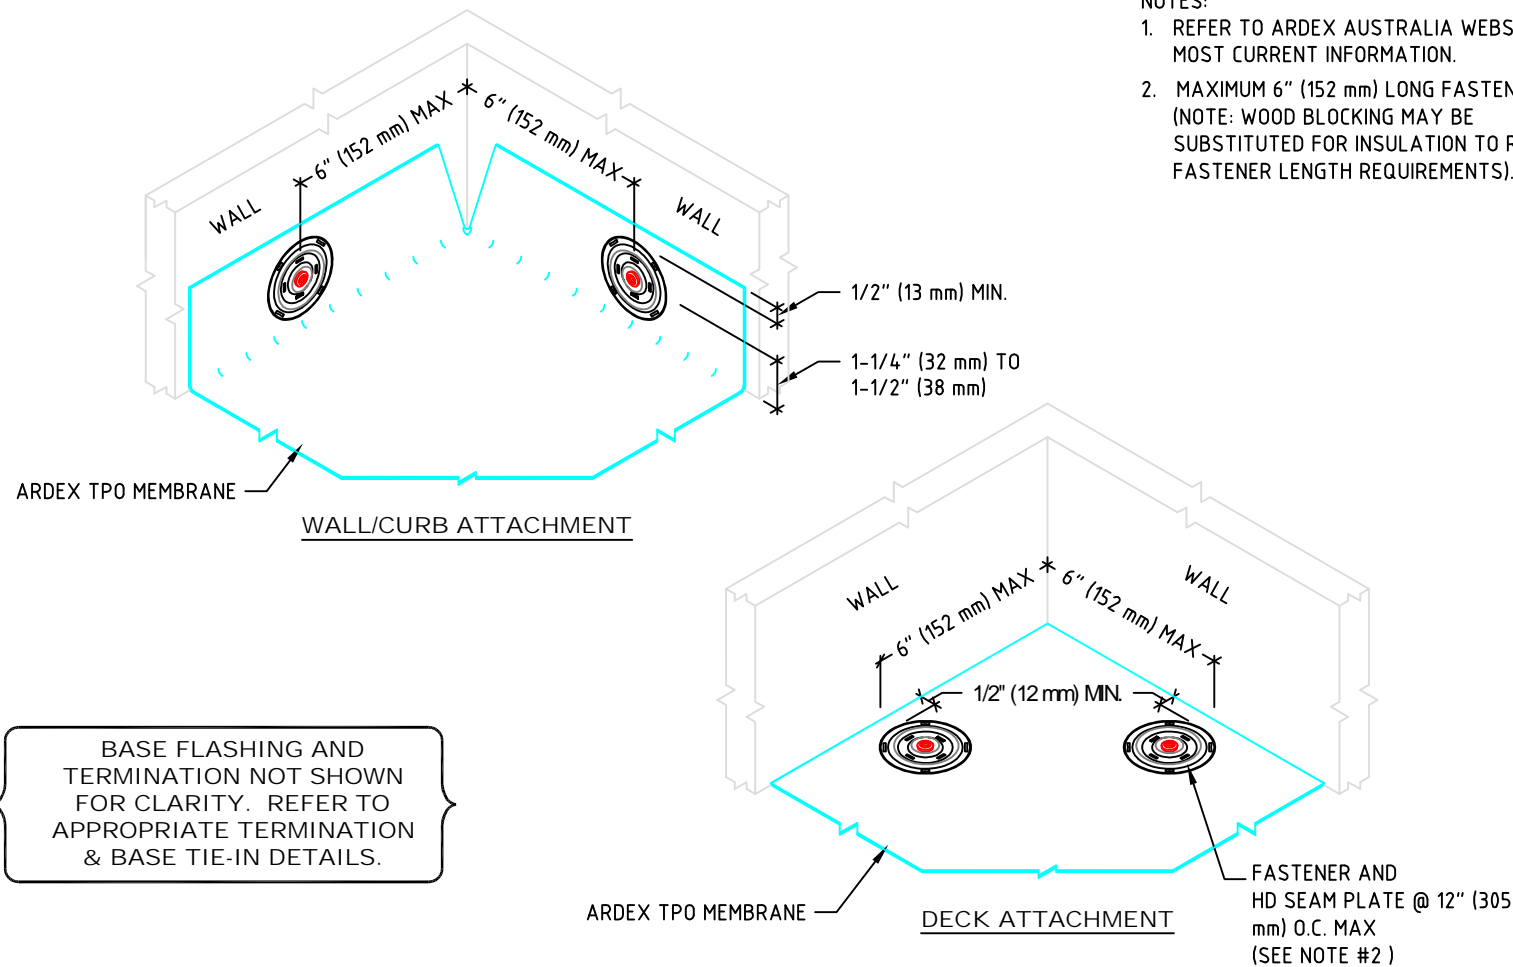 NOTES:
1. REFER TO ARDEX AUSTRALIA WEBS
MOST CURRENT INFORMATION.
2. MAXIMUM 6" (152 mm) LONG FASTEN
(NOTE: WOOD BLOCKING MAY BE
SUBSTITUTED FOR INSULATION TO R
FASTENER LENGTH REQUIREMENTS).
6" (152 mm) MAX
6" (152 mm) MAX
WALL
WALL
1/2" (13 mm) MIN.
1-1/4" (32 mm) TO
1-1/2" (38 mm)
ARDEX TPO MEMBRANE
WALL/CURB ATTACHMENT
WALL
WALL
6" (152 mm) MAX
6" (152 mm) MAX
1/2" (12 mm) MIN.
BASE FLASHING AND
TERMINATION NOT SHOWN
FOR CLARITY. REFER TO
APPROPRIATE TERMINATION
& BASE TIE-IN DETAILS.
ARDEX TPO MEMBRANE
DECK ATTACHMENT
FASTENER AND
HD SEAM PLATE @ 12" (305
mm) O.C. MAX
(SEE NOTE #2 )